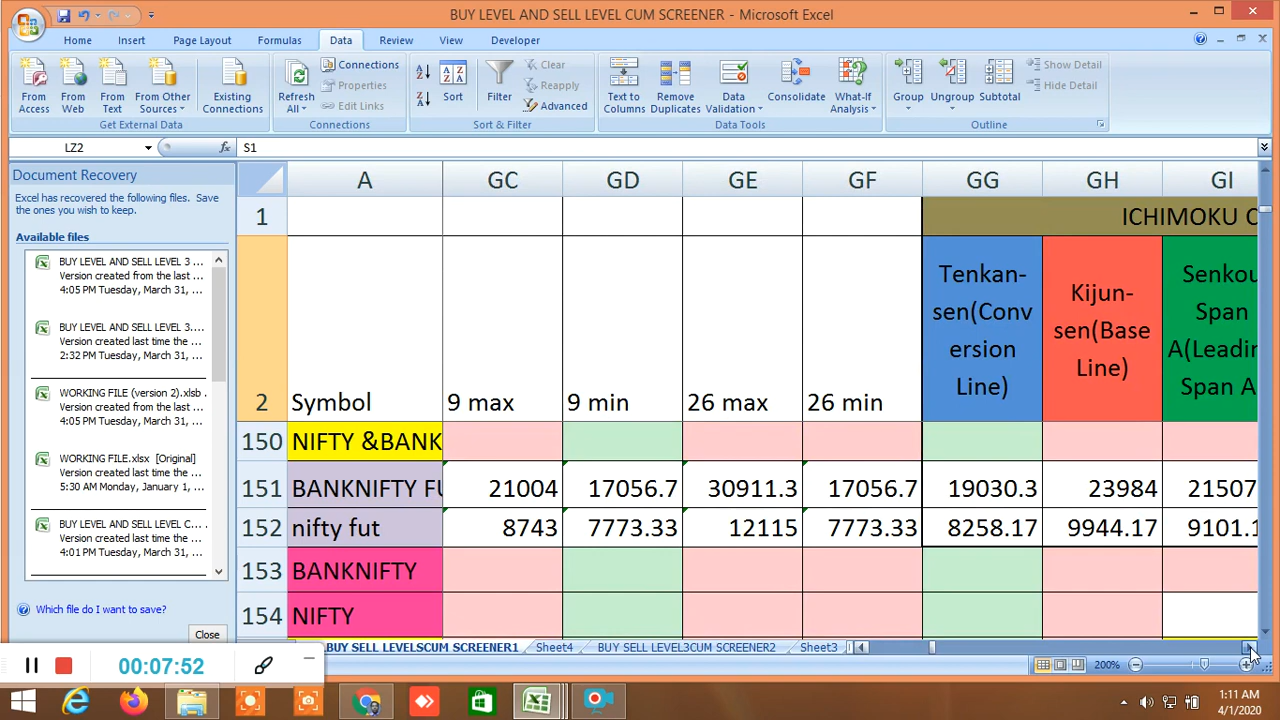 BUY LEVEL AND SELL LEVEL CUM SCREENER - Microsoft Excel
Home Insert Page Layout Formulas Data Review View Developer
From Access
From Web
From Text
From Other Sources
Existing Connections
Get External Data
Refresh All
Connections
Properties
Edit Links
Connections
Sort
Filter
Clear
Reapply
Advanced
Sort & Filter
Text to Columns
Remove Duplicates
Data Validation
Consolidate
What-If Analysis
Data Tools
Group
Ungroup
Subtotal
Show Detail
Hide Detail
Outline
LZ2 fx S1
Document Recovery
Excel has recovered the following files. Save
the ones you wish to keep.
Available files
BUY LEVEL AND SELL LEVEL 3 ...
Version created from the last ...
4:05 PM Tuesday, March 31, ...
BUY LEVEL AND SELL LEVEL 3....
Version created last time the ...
2:32 PM Tuesday, March 31, ...
WORKING FILE (version 2).xlsb ...
Version created from the last ...
4:05 PM Tuesday, March 31, ...
WORKING FILE.xlsx [Original]
Version created last time the ...
5:30 AM Monday, January 1, ...
BUY LEVEL AND SELL LEVEL C...
Version created last time the ...
4:01 PM Tuesday, March 31, ...
Which file do I want to save?
Close
A GC GD GE GF GG GH GI
1 ICHIMOKU C
2 Symbol 9 max 9 min 26 max 26 min
Tenkan-
sen(Conv
ersion
Line)
Kijun-
sen(Base
Line)
Senkou
Span
A(Leadin
Span A
150 NIFTY &BANK
151 BANKNIFTY FU 21004 17056.7 30911.3 17056.7 19030.3 23984 21507
152 nifty fut 8743 7773.33 12115 7773.33 8258.17 9944.17 9101.1
153 BANKNIFTY
154 NIFTY
BUY SELL LEVELSCUM SCREENER1 Sheet4 BUY SELL LEVEL3CUM SCREENER2 Sheet3
200%
00:07:52
1:11 AM
4/1/2020